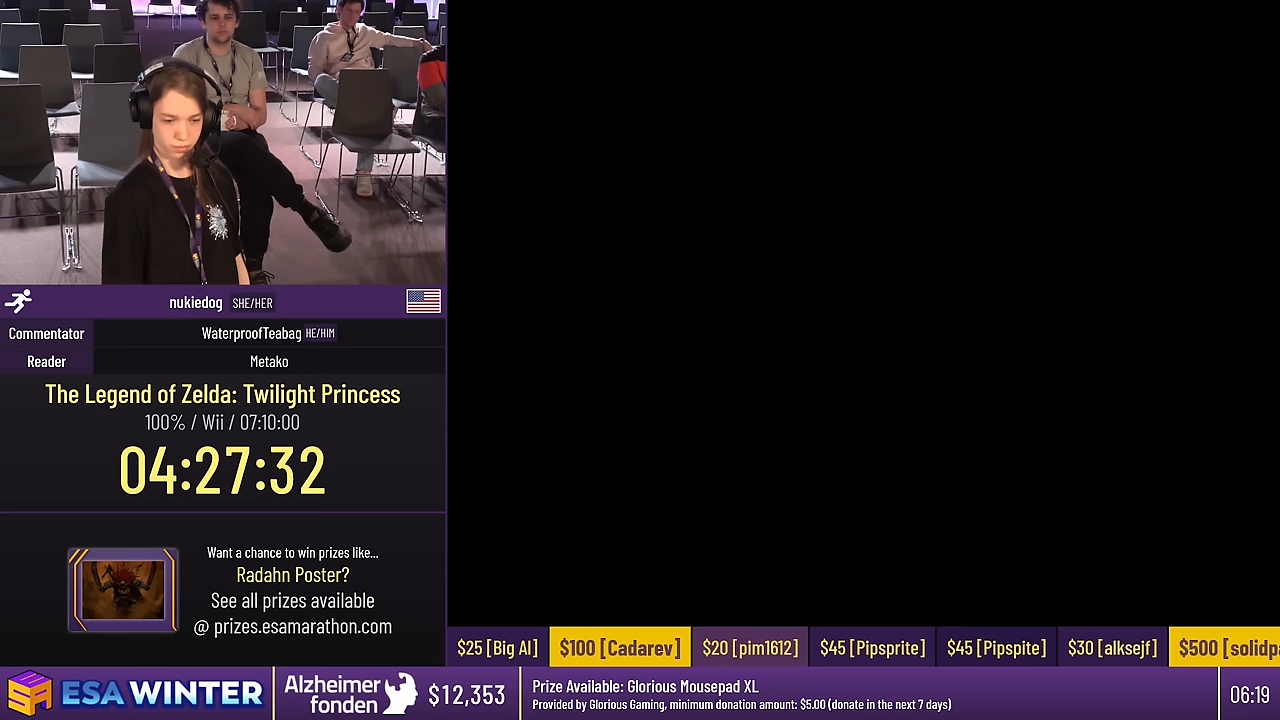 nukiedog SHE/HER
Commentator WaterproofTeabag HE/HIM
Reader Metako
The Legend of Zelda: Twilight Princess
100% / Wii / 07:10:00
04:27:32
Want a chance to win prizes like...
Radahn Poster?
See all prizes available
@ prizes.esamarathon.com
$25 [Big Al] $100 [Cadarev] $20 [pim1612] $45 [Pipsprite] $45 [Pipspite] $30 [alksejf] $500 [solidp
ESA WINTER
Alzheimer
fonden
$12,353
Prize Available: Glorious Mousepad XL
Provided by Glorious Gaming, minimum donation amount: $5.00 (donate in the next 7 days)
06:19